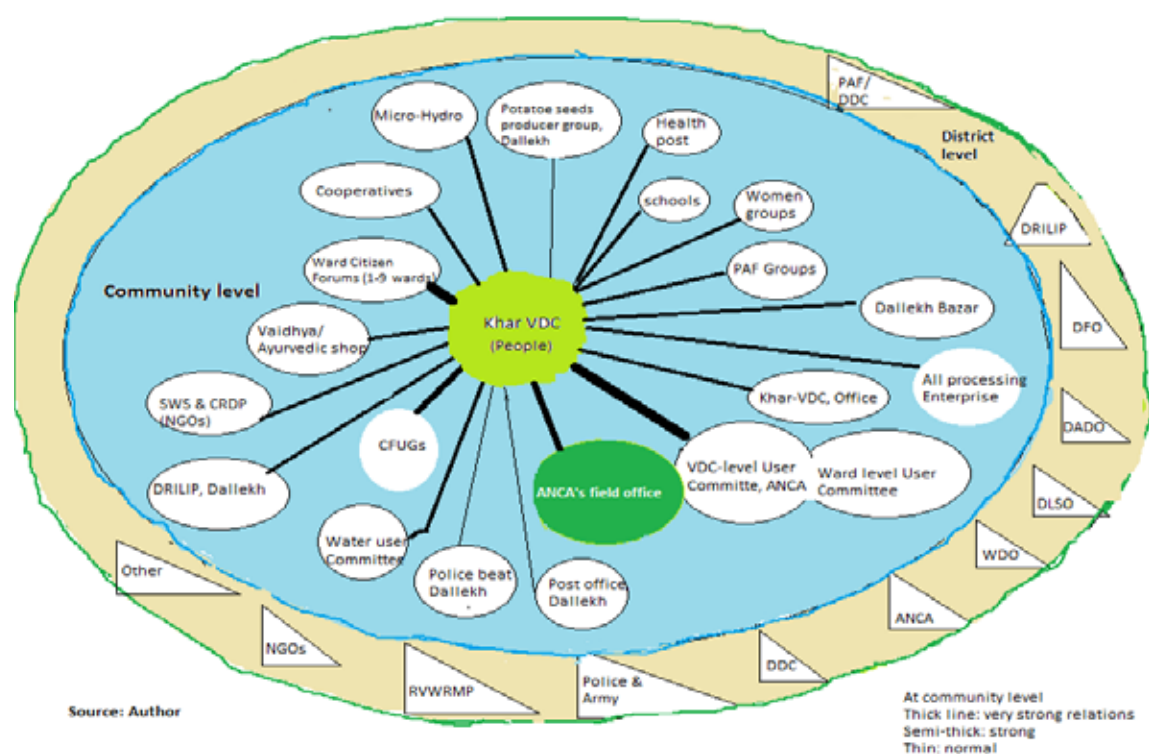 PAF/
DDC
District
level
DRILIP
DFO
DADO
DLSO
WDO
ANCA
DDC
Police &
Army
RVWRMP
NGOs
Other
Community level
Micro-Hydro
Potatoe seeds
producer group,
Dallekh
Health
post
Cooperatives
schools
Women
groups
Ward Citizen
Forums (1-9 wards)
PAF Groups
Khar VDC
(People)
Dallekh Bazar
Vaidhya/
Ayurvedic shop
All processing
Enterprise
SWS & CRDP
(NGOs)
Khar-VDC, Office
CFUGs
VDC-level User
Committe, ANCA
Ward level User
Committee
DRILIP, Dallekh
ANCA's field office
Water user
Committee
Police beat
Dallekh
Post office,
Dallekh
Source: Author
At community level
Thick line: very strong relations
Semi-thick: strong
Thin: normal